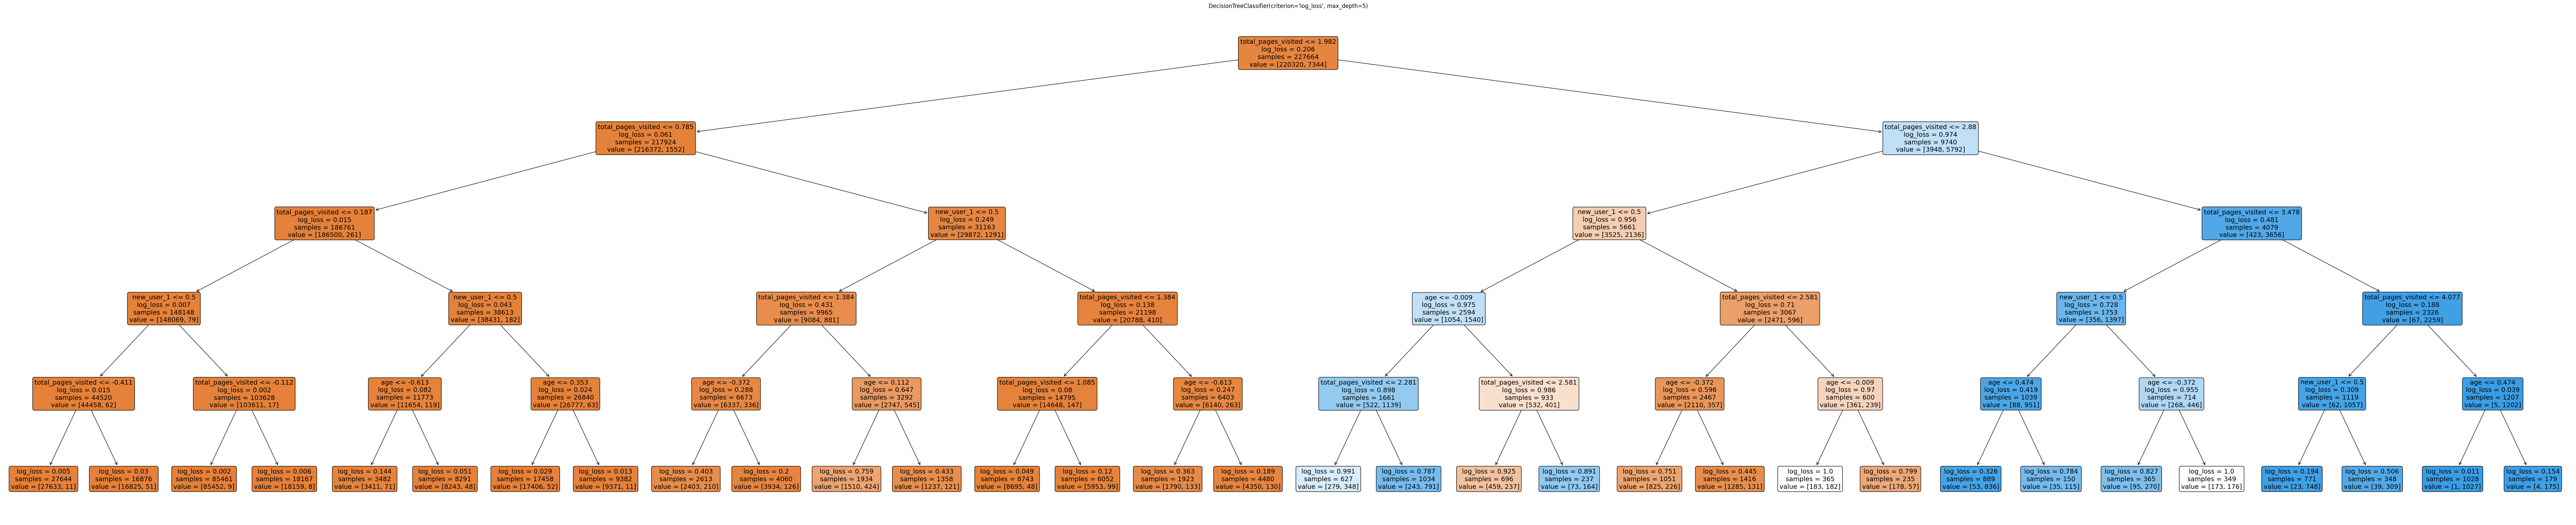 DecisionTreeClassifier(criterion='log_loss', max_depth=5)
total_pages_visited <= 1.982
log_loss = 0.206
samples = 227664
value = [220320, 7344]
total_pages_visited <= 0.785
log_loss = 0.061
samples = 217924
value = [216372, 1552]
total_pages_visited <= 2.88
log_loss = 0.974
samples = 9740
value = [3948, 5792]
total_pages_visited <= 0.187
log_loss = 0.015
samples = 186761
value = [186500, 261]
new_user_1 <= 0.5
log_loss = 0.249
samples = 31163
value = [29872, 1291]
new_user_1 <= 0.5
log_loss = 0.956
samples = 5661
value = [3525, 2136]
total_pages_visited <= 3.478
log_loss = 0.481
samples = 4079
value = [423, 3656]
new_user_1 <= 0.5
log_loss = 0.007
samples = 148148
value = [148069, 79]
new_user_1 <= 0.5
log_loss = 0.043
samples = 38613
value = [38431, 182]
total_pages_visited <= 1.384
log_loss = 0.431
samples = 9965
value = [9084, 881]
total_pages_visited <= 1.384
log_loss = 0.138
samples = 21198
value = [20788, 410]
age <= -0.009
log_loss = 0.975
samples = 2594
value = [1054, 1540]
total_pages_visited <= 2.581
log_loss = 0.71
samples = 3067
value = [2471, 596]
new_user_1 <= 0.5
log_loss = 0.728
samples = 1753
value = [356, 1397]
total_pages_visited <= 4.077
log_loss = 0.188
samples = 2326
value = [67, 2259]
total_pages_visited <= -0.411
log_loss = 0.015
samples = 44520
value = [44458, 62]
total_pages_visited <= -0.112
log_loss = 0.002
samples = 103628
value = [103611, 17]
age <= -0.613
log_loss = 0.082
samples = 11773
value = [11654, 119]
age <= 0.353
log_loss = 0.024
samples = 26840
value = [26777, 63]
age <= -0.372
log_loss = 0.288
samples = 6673
value = [6337, 336]
age <= 0.112
log_loss = 0.647
samples = 3292
value = [2747, 545]
total_pages_visited <= 1.085
log_loss = 0.08
samples = 14795
value = [14648, 147]
age <= -0.613
log_loss = 0.247
samples = 6403
value = [6140, 263]
total_pages_visited <= 2.281
log_loss = 0.898
samples = 1661
value = [522, 1139]
total_pages_visited <= 2.581
log_loss = 0.986
samples = 933
value = [532, 401]
age <= -0.372
log_loss = 0.596
samples = 2467
value = [2110, 357]
age <= -0.009
log_loss = 0.97
samples = 600
value = [361, 239]
age <= 0.474
log_loss = 0.419
samples = 1039
value = [88, 951]
age <= -0.372
log_loss = 0.955
samples = 714
value = [268, 446]
new_user_1 <= 0.5
log_loss = 0.309
samples = 1119
value = [62, 1057]
age <= 0.474
log_loss = 0.039
samples = 1207
value = [5, 1202]
log_loss = 0.005
samples = 27644
value = [27633, 11]
log_loss = 0.03
samples = 16876
value = [16825, 51]
log_loss = 0.002
samples = 85461
value = [85452, 9]
log_loss = 0.006
samples = 18167
value = [18159, 8]
log_loss = 0.144
samples = 3482
value = [3411, 71]
log_loss = 0.051
samples = 8291
value = [8243, 48]
log_loss = 0.029
samples = 17458
value = [17406, 52]
log_loss = 0.013
samples = 9382
value = [9371, 11]
log_loss = 0.403
samples = 2613
value = [2403, 210]
log_loss = 0.2
samples = 4060
value = [3934, 126]
log_loss = 0.759
samples = 1934
value = [1510, 424]
log_loss = 0.433
samples = 1358
value = [1237, 121]
log_loss = 0.049
samples = 8743
value = [8695, 48]
log_loss = 0.12
samples = 6052
value = [5953, 99]
log_loss = 0.363
samples = 1923
value = [1790, 133]
log_loss = 0.189
samples = 4480
value = [4350, 130]
log_loss = 0.991
samples = 627
value = [279, 348]
log_loss = 0.787
samples = 1034
value = [243, 791]
log_loss = 0.925
samples = 696
value = [459, 237]
log_loss = 0.891
samples = 237
value = [73, 164]
log_loss = 0.751
samples = 1051
value = [825, 226]
log_loss = 0.445
samples = 1416
value = [1285, 131]
log_loss = 1.0
samples = 365
value = [183, 182]
log_loss = 0.799
samples = 235
value = [178, 57]
log_loss = 0.326
samples = 889
value = [53, 836]
log_loss = 0.784
samples = 150
value = [35, 115]
log_loss = 0.827
samples = 365
value = [95, 270]
log_loss = 1.0
samples = 349
value = [173, 176]
log_loss = 0.194
samples = 771
value = [23, 748]
log_loss = 0.506
samples = 348
value = [39, 309]
log_loss = 0.011
samples = 1028
value = [1, 1027]
log_loss = 0.154
samples = 179
value = [4, 175]